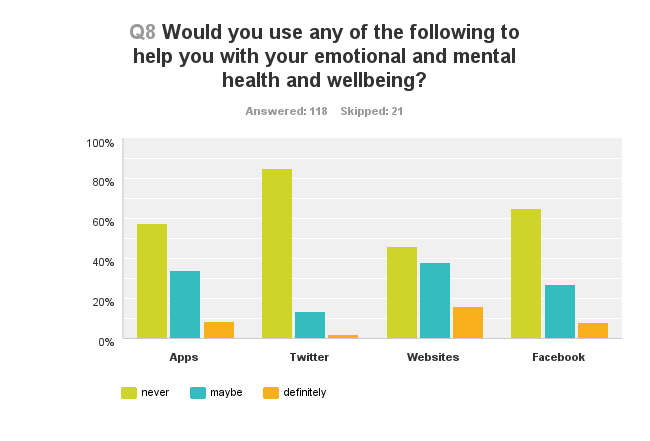 Q8 Would you use any of the following to
help you with your emotional and mental
health and wellbeing?
Answered: 118 Skipped: 21
100%
80%
60%
40%
20%
0%
Apps Twitter Websites Facebook
never maybe definitely